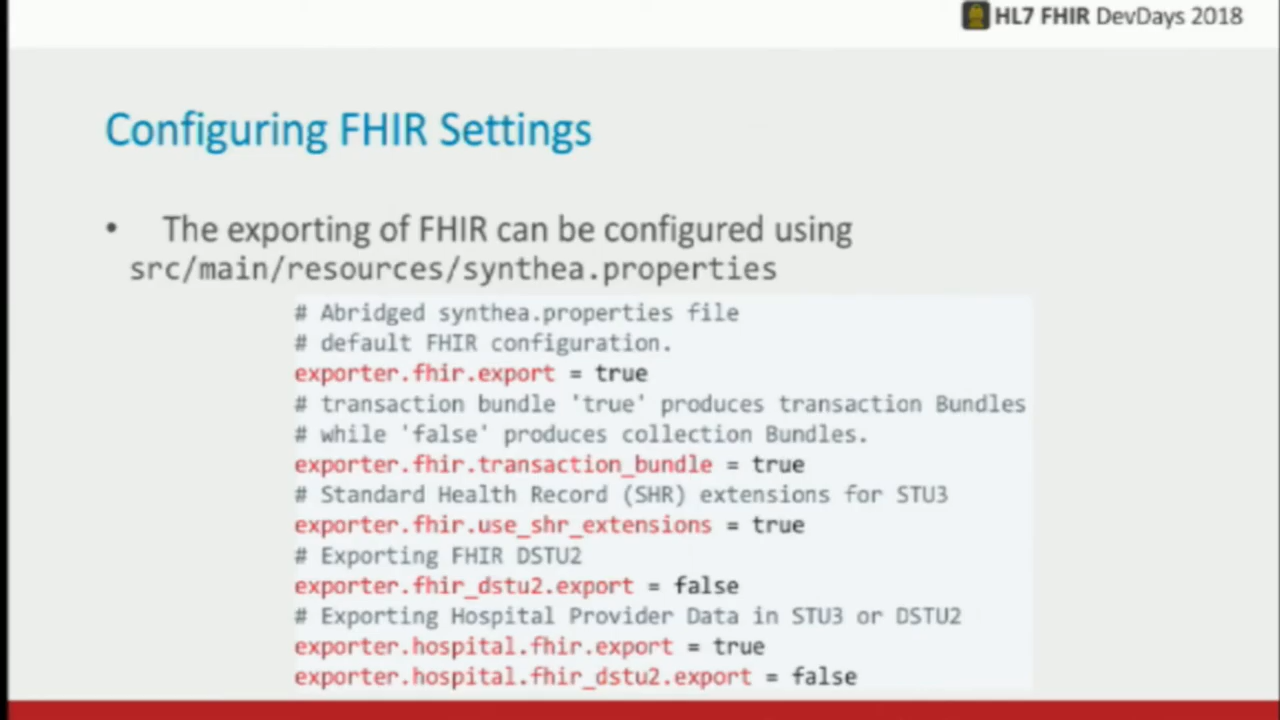 HL7 FHIR DevDays 2018
Configuring FHIR Settings
• The exporting of FHIR can be configured using
src/main/resources/synthea.properties
# Abridged synthea.properties file
# default FHIR configuration.
exporter.fhir.export = true
# transaction bundle 'true' produces transaction Bundles
# while 'false' produces collection Bundles.
exporter.fhir.transaction_bundle = true
# Standard Health Record (SHR) extensions for STU3
exporter.fhir.use_shr_extensions = true
# Exporting FHIR DSTU2
exporter.fhir_dstu2.export = false
# Exporting Hospital Provider Data in STU3 or DSTU2
exporter.hospital.fhir.export = true
exporter.hospital.fhir_dstu2.export = false